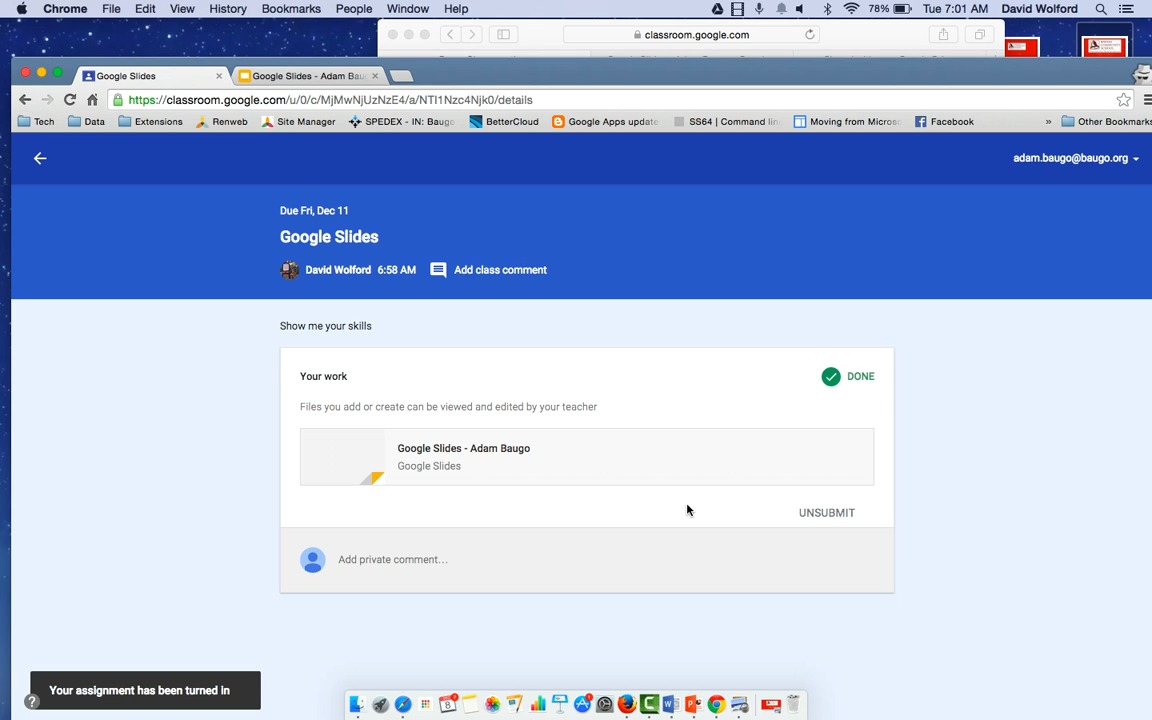 Chrome File Edit View History Bookmarks People Window Help 78% Tue 7:01 AM David Wolford
classroom.google.com
Google Slides Google Slides - Adam Bau
https://classroom.google.com/u/0/c/MjMwNjUzNzE4/a/NTI1Nzc4Njk0/details
Tech Data Extensions Renweb Site Manager SPEDEX - IN: Baugo BetterCloud Google Apps update SS64 | Command lin Moving from Micros Facebook » Other Bookmarks
adam.baugo@baugo.org
Due Fri, Dec 11
Google Slides
David Wolford 6:58 AM Add class comment
Show me your skills
Your work DONE
Files you add or create can be viewed and edited by your teacher
Google Slides - Adam Baugo
Google Slides
UNSUBMIT
Add private comment...
Your assignment has been turned in